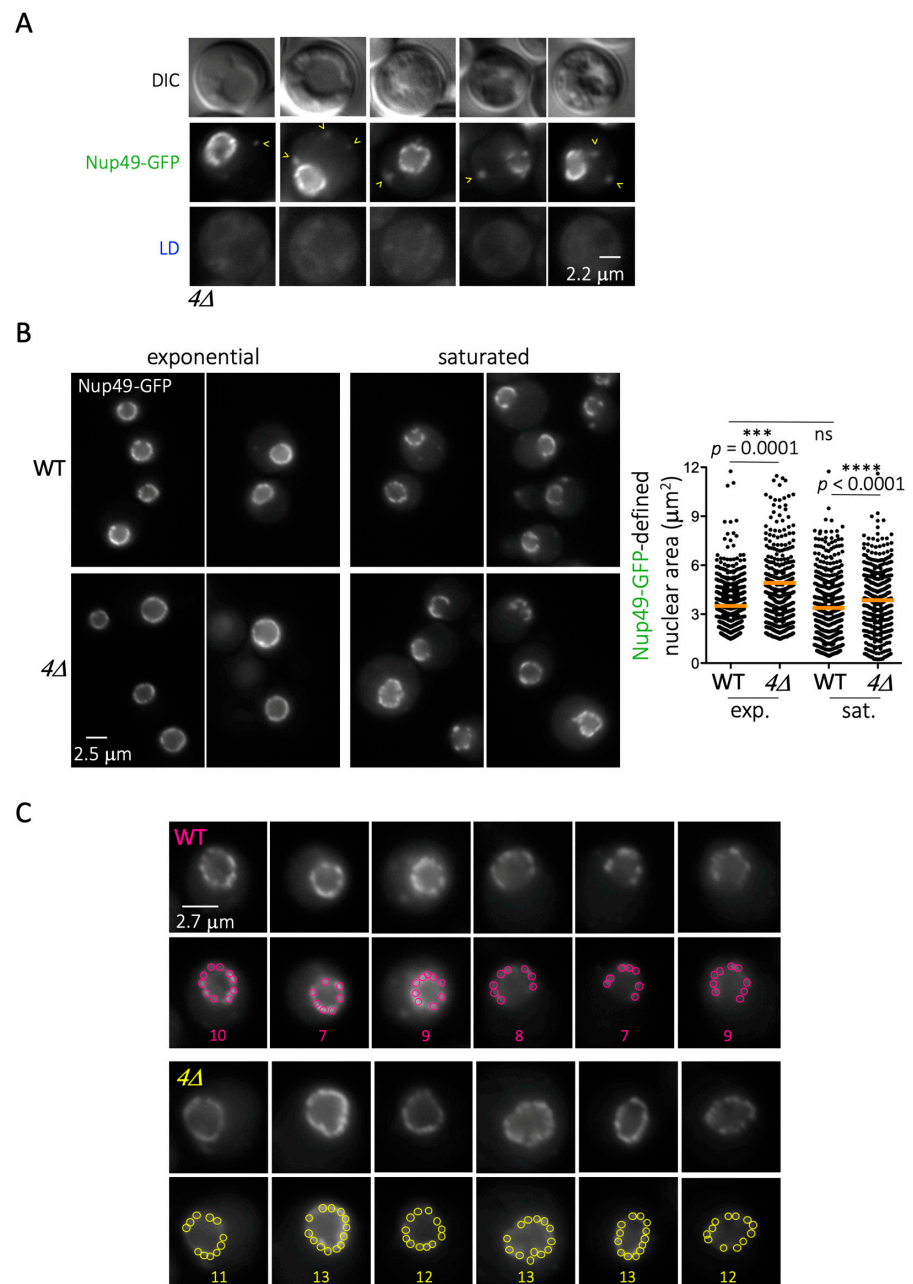 A
DIC
Nup49-GFP
LD
2.2 μm
4Δ
B
exponential
saturated
Nup49-GFP
WT
4Δ
2.5 μm
ns
***
p = 0.0001
****
p < 0.0001
Nup49-GFP-defined
nuclear area (μm²)
12
9
6
3
0
WT 4Δ WT 4Δ
exp. sat.
C
WT
2.7 μm
10 7 9 8 7 9
4Δ
11 13 12 13 13 12